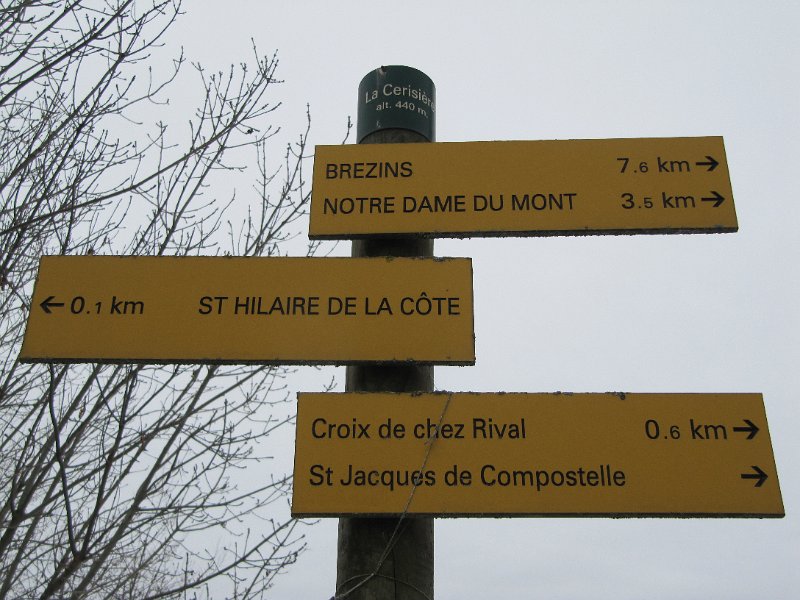 La Cerisière
alt. 440 m.
BREZINS 7.6 km →
NOTRE DAME DU MONT 3.5 km →
← 0.1 km ST HILAIRE DE LA CÔTE
Croix de chez Rival 0.6 km →
St Jacques de Compostelle →